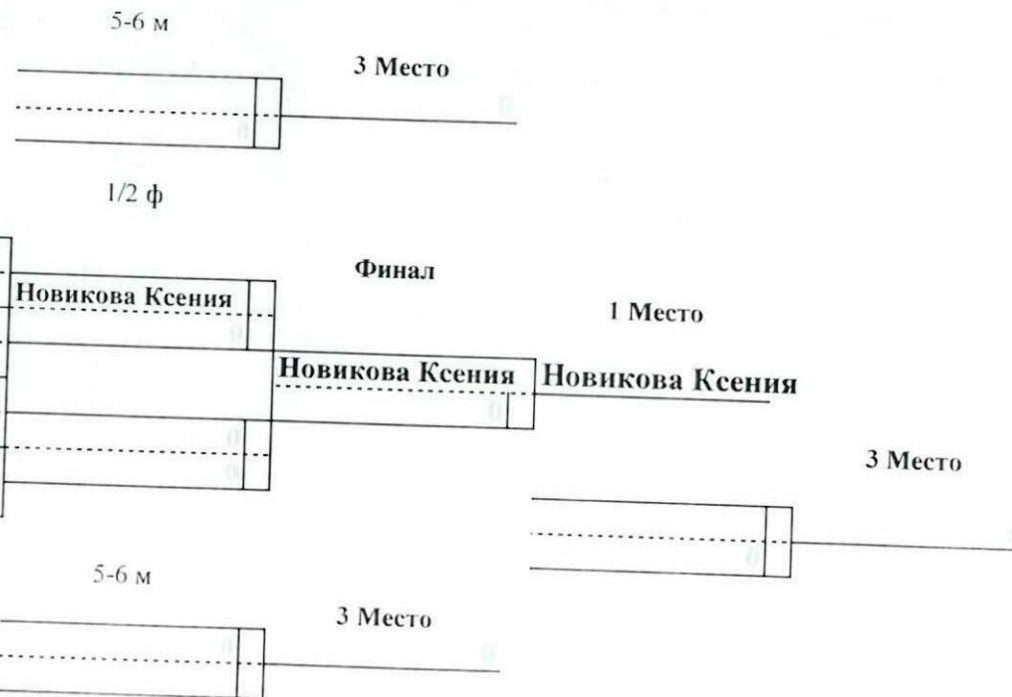 5-6 м
3 Место
1/2 ф
Финал
Новикова Ксения
1 Место
Новикова Ксения
Новикова Ксения
3 Место
5-6 м
3 Место